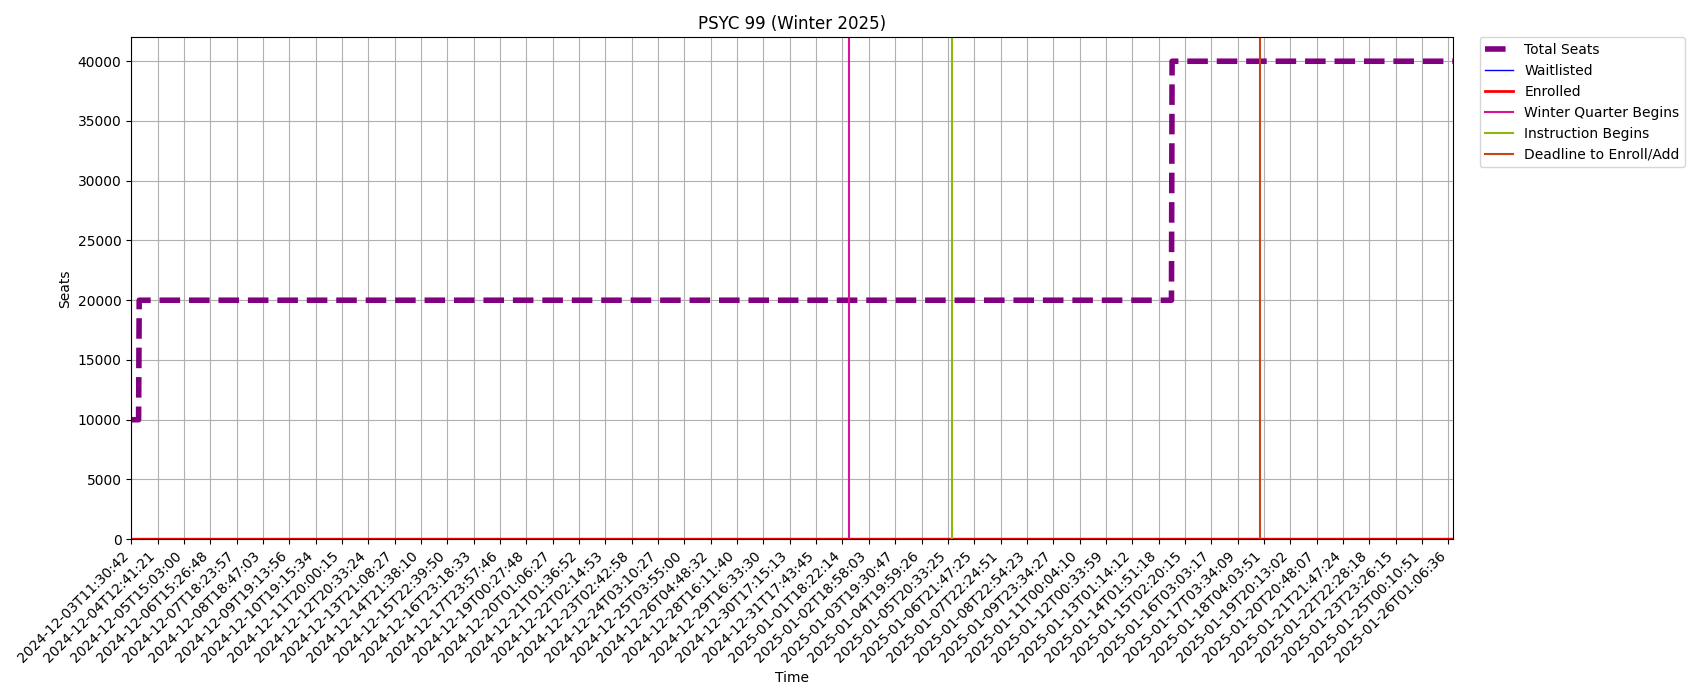 PSYC 99 (Winter 2025)
Total Seats
Waitlisted
Enrolled
Winter Quarter Begins
Instruction Begins
Deadline to Enroll/Add
Seats
40000
35000
30000
25000
20000
15000
10000
5000
0
2024-12-03T11:30:42
2024-12-04T12:41:21
2024-12-05T15:03:00
2024-12-06T15:26:48
2024-12-07T18:23:57
2024-12-08T18:47:03
2024-12-09T19:13:56
2024-12-10T19:15:34
2024-12-11T20:00:15
2024-12-12T20:33:24
2024-12-13T21:08:27
2024-12-14T21:38:10
2024-12-15T22:39:50
2024-12-16T23:18:33
2024-12-17T23:57:46
2024-12-19T00:27:48
2024-12-20T01:06:27
2024-12-21T01:36:52
2024-12-22T02:14:53
2024-12-23T02:42:58
2024-12-24T03:10:27
2024-12-25T03:55:00
2024-12-26T04:48:32
2024-12-28T16:11:40
2024-12-29T16:33:30
2024-12-30T17:15:13
2024-12-31T17:43:45
2025-01-01T18:22:14
2025-01-02T18:58:03
2025-01-03T19:30:47
2025-01-04T19:59:26
2025-01-05T20:33:25
2025-01-06T21:47:25
2025-01-07T22:24:51
2025-01-08T22:54:23
2025-01-09T23:34:27
2025-01-11T00:04:10
2025-01-12T00:33:59
2025-01-13T01:14:12
2025-01-14T01:51:18
2025-01-15T02:20:15
2025-01-16T03:03:17
2025-01-17T03:34:09
2025-01-18T04:03:51
2025-01-19T20:13:02
2025-01-20T20:48:07
2025-01-21T21:47:24
2025-01-22T22:28:18
2025-01-23T23:26:15
2025-01-25T00:10:51
2025-01-26T01:06:36
Time